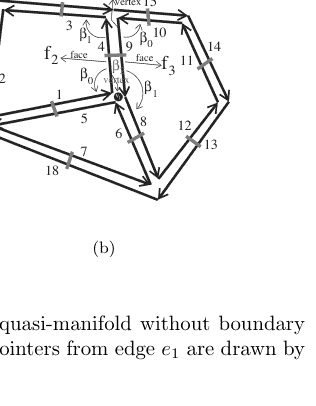 vertex 15
3 β₁ 4 9 β₀ 10 14
f₂ face face f₃ 11
2 β₀ vertex β₁
1
5 6 8 12 13
7
18
(b)
quasi-manifold without boundary
ointers from edge e₁ are drawn by